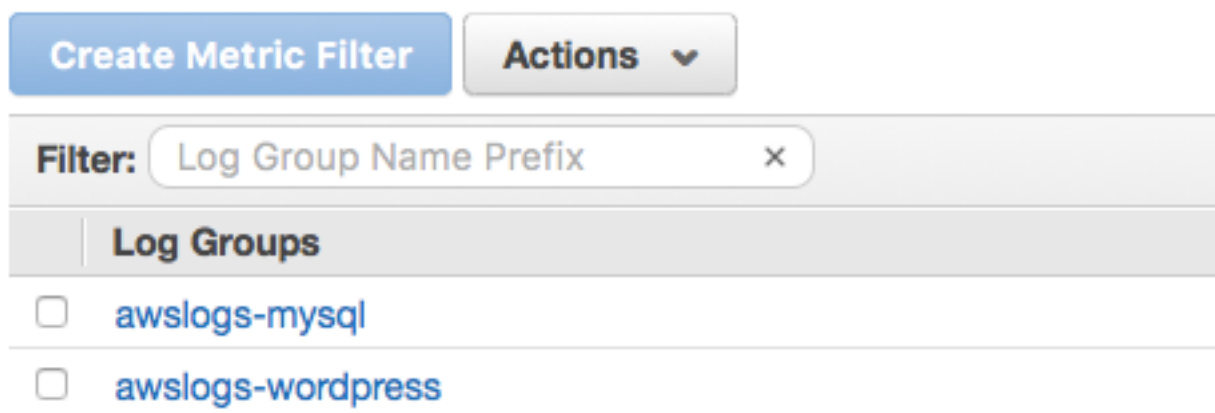 Create Metric Filter Actions
Filter: Log Group Name Prefix ×
Log Groups
awslogs-mysql
awslogs-wordpress